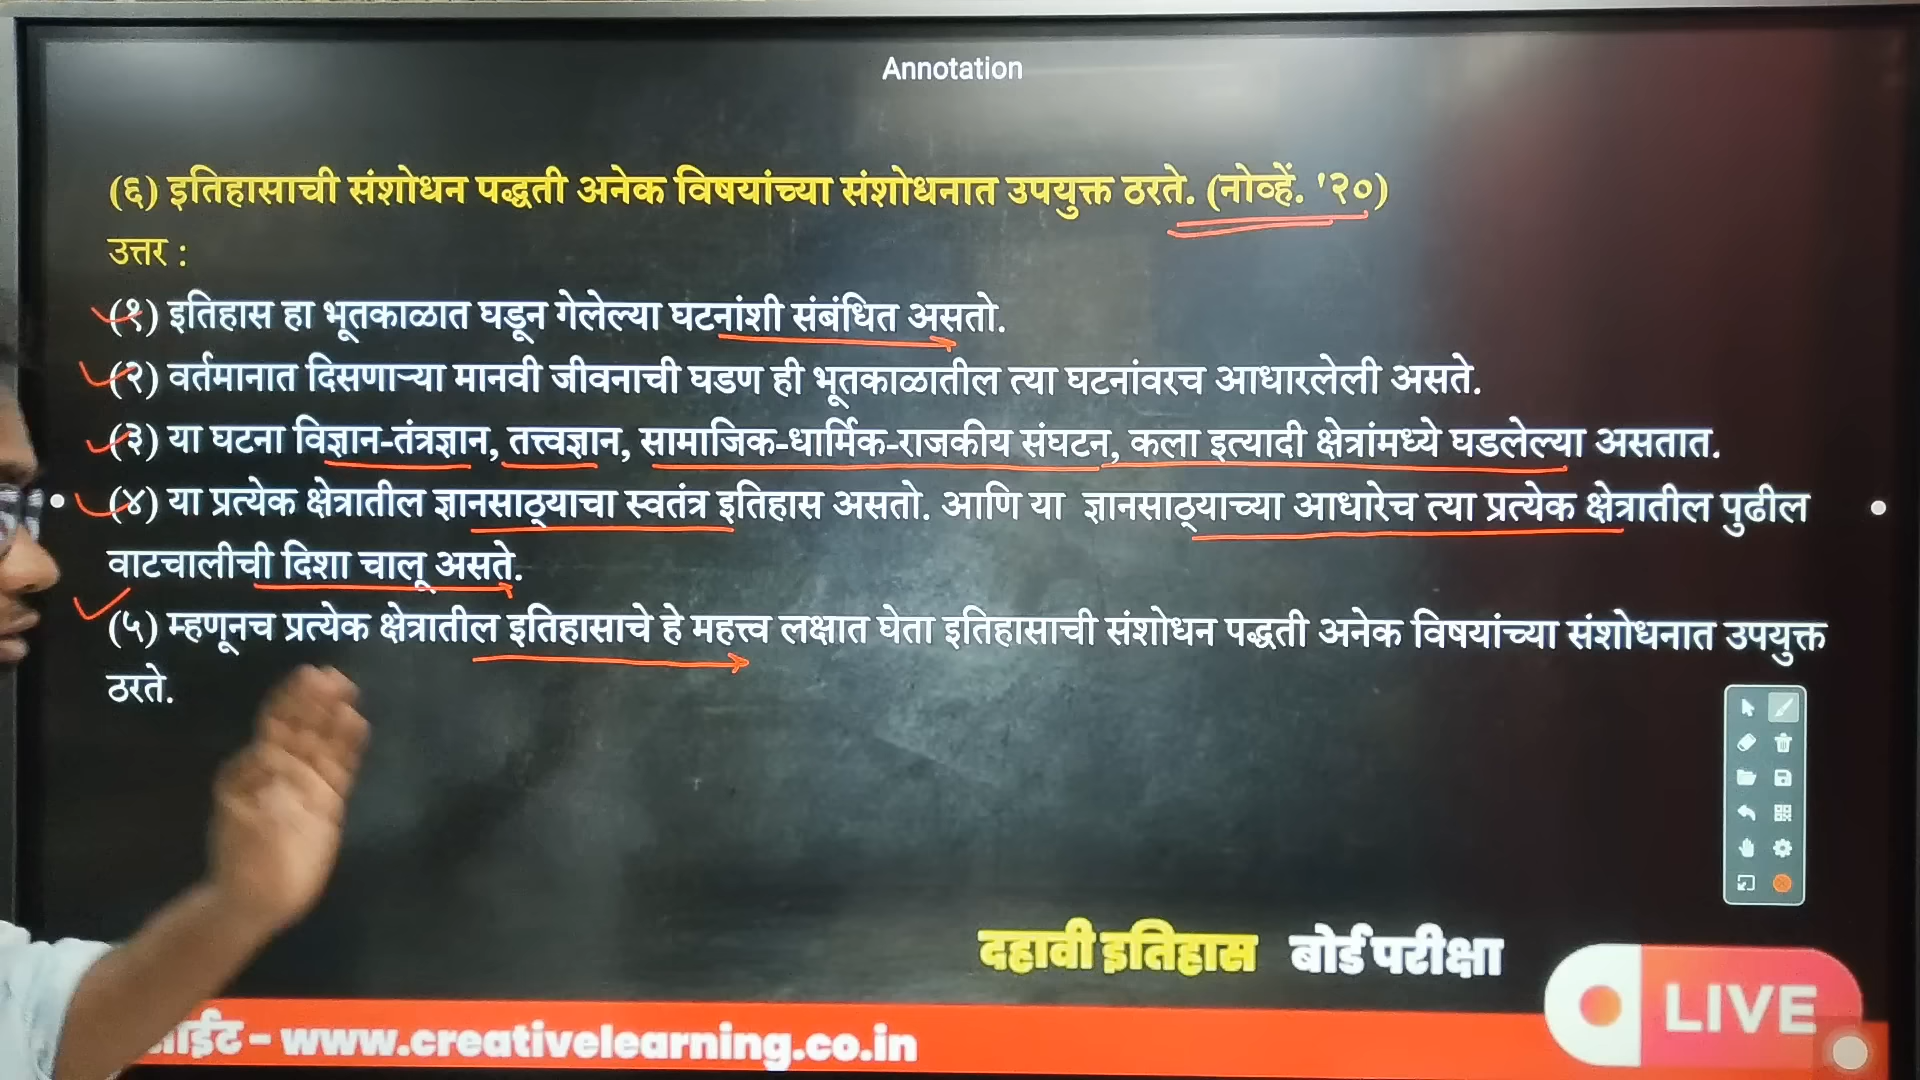 Annotation
(६) इतिहासाची संशोधन पद्धती अनेक विषयांच्या संशोधनात उपयुक्त ठरते. (नोव्हें. '२०)
उत्तर :
(१) इतिहास हा भूतकाळात घडून गेलेल्या घटनांशी संबंधित असतो.
(२) वर्तमानात दिसणाऱ्या मानवी जीवनाची घडण ही भूतकाळातील त्या घटनांवरच आधारलेली असते.
(३) या घटना विज्ञान-तंत्रज्ञान, तत्त्वज्ञान, सामाजिक-धार्मिक-राजकीय संघटन, कला इत्यादी क्षेत्रांमध्ये घडलेल्या असतात.
(४) या प्रत्येक क्षेत्रातील ज्ञानसाठ्याचा स्वतंत्र इतिहास असतो. आणि या ज्ञानसाठ्याच्या आधारेच त्या प्रत्येक क्षेत्रातील पुढील
वाटचालीची दिशा चालू असते.
(५) म्हणूनच प्रत्येक क्षेत्रातील इतिहासाचे हे महत्त्व लक्षात घेता इतिहासाची संशोधन पद्धती अनेक विषयांच्या संशोधनात उपयुक्त
ठरते.
दहावी इतिहास बोर्ड परीक्षा
LIVE
- www.creativelearning.co.in